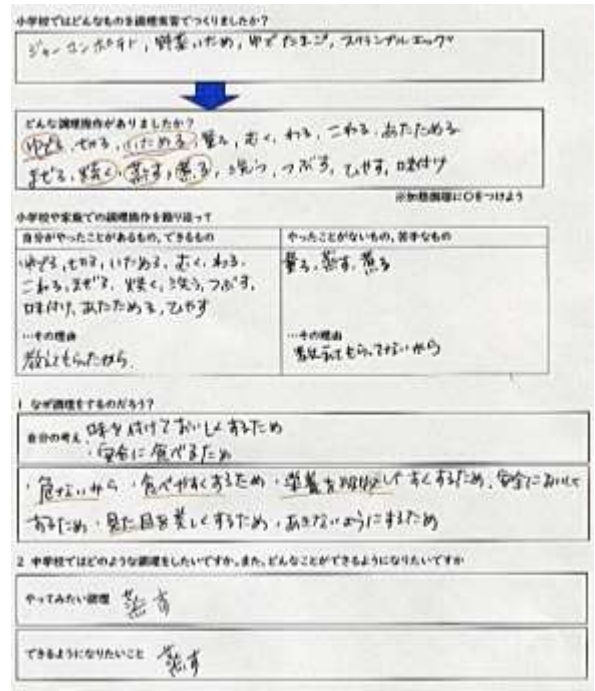 小学校ではどんなものを調理実習でつくりましたか？
ジャーマンポテト，野菜いため，ゆでたまご，スクランブルエッグ
どんな調理操作がありましたか？
ゆでる，切る，いためる，量る，むく，わる，こねる，あたためる
まぜる，焼く，蒸す，煮る，洗う，つぶす，ひやす，味付け
※加熱調理に○をつけよう
小学校や家庭での調理操作を振り返って
自分がやったことがあるもの，できるもの
ゆでる，切る，いためる，むく，わる，
こねる，まぜる，焼く，洗う，つぶす，
味付け，あたためる，ひやす
…その理由
教えてもらったから
やったことがないもの，苦手なもの
量る，蒸す，煮る
…その理由
教えてもらってないから
1 なぜ調理をするのだろう？
自分の考え 味を付けておいしくするため
・安全に食べるため
・危ないから・食べやすくするため・栄養を吸収しやすくするため、安全においしく
するため・見た目を美しくするため・あきないようにするため
2 中学校ではどのような調理をしたいですか。また，どんなことができるようになりたいですか
やってみたい調理 蒸す
できるようになりたいこと 蒸す